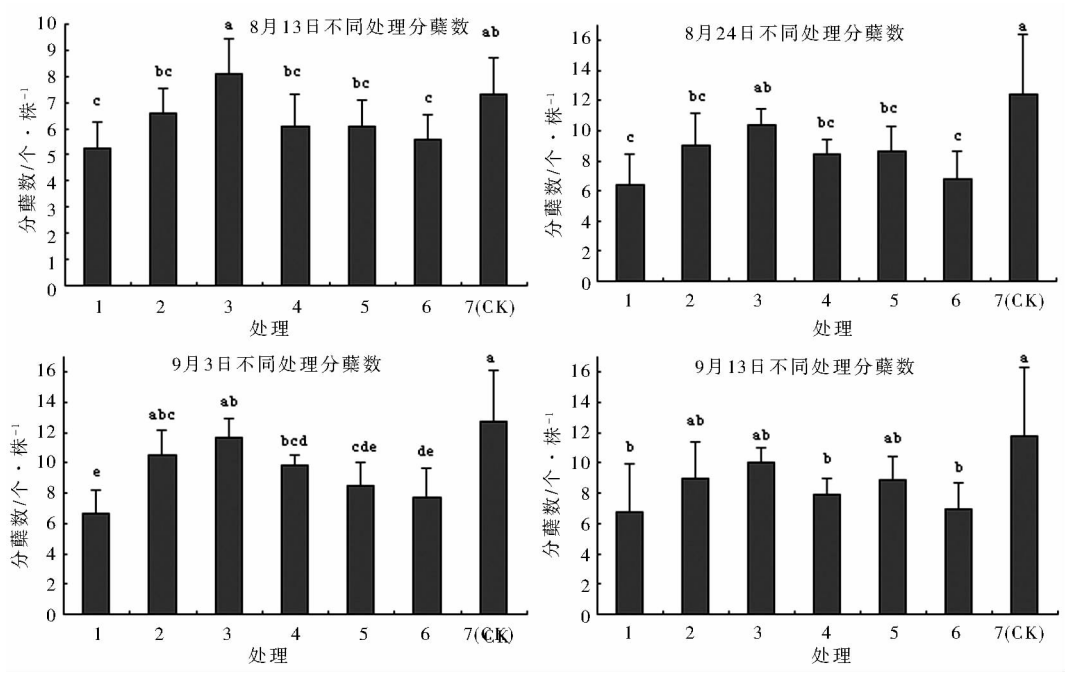 8月13日不同处理分蘖数
分蘖数/个·株⁻¹
10
9
8
7
6
5
4
3
2
1
0
c
bc
a
bc
bc
c
ab
1 2 3 4 5 6 7(CK)
处理
8月24日不同处理分蘖数
分蘖数/个·株⁻¹
16
14
12
10
8
6
4
2
0
c
bc
ab
bc
bc
c
a
1 2 3 4 5 6 7(CK)
处理
9月3日不同处理分蘖数
分蘖数/个·株⁻¹
16
14
12
10
8
6
4
2
0
e
abc
ab
bcd
cde
de
a
1 2 3 4 5 6 7(CK)
处理
9月13日不同处理分蘖数
分蘖数/个·株⁻¹
16
14
12
10
8
6
4
2
0
b
ab
ab
b
ab
b
a
1 2 3 4 5 6 7(CK)
处理